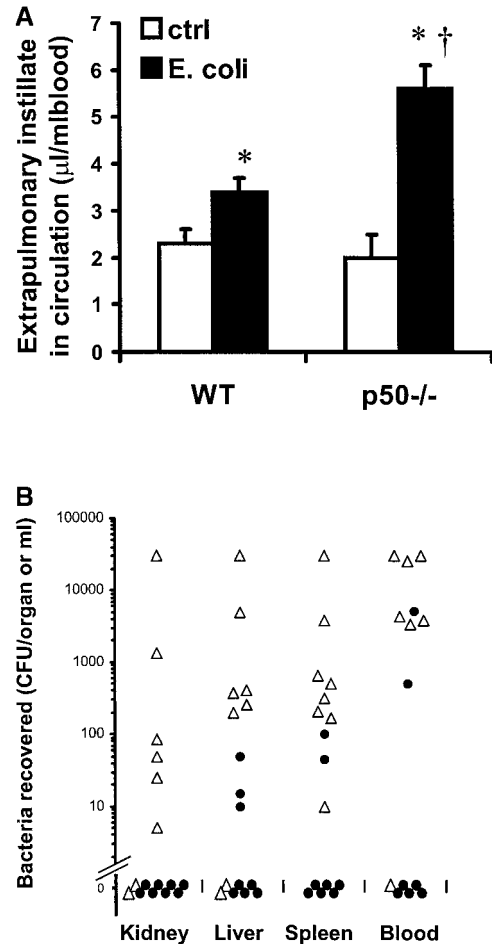 A
Extrapulmonary instillate
in circulation (µl/mlblood)
7
6
5
4
3
2
1
0
ctrl
E. coli
*
* †
WT
p50-/-
B
Bacteria recovered (CFU/organ or ml)
100000
10000
1000
100
10
0
Kidney Liver Spleen Blood